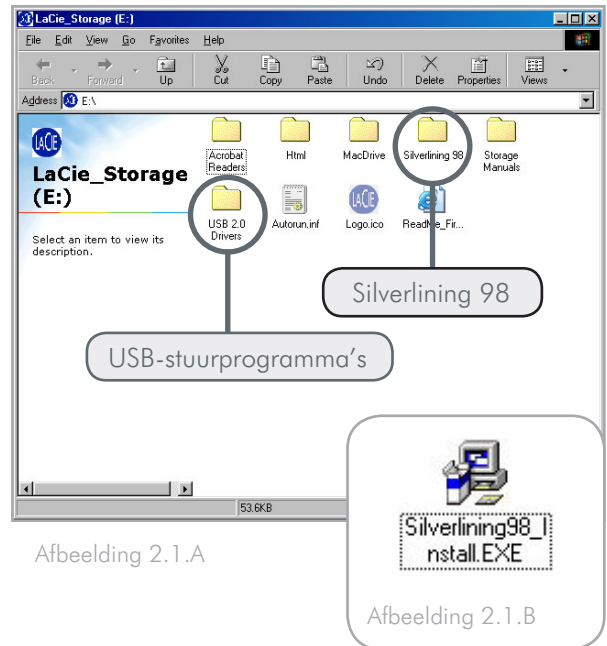 LaCie_Storage (E:)
File Edit View Go Favorites Help
Back Forward Up Cut Copy Paste Undo Delete Properties Views
Address E:\
LACIE
LaCie_Storage
(E:)
Select an item to view its
description.
Acrobat
Readers
Html
MacDrive
Silverlining 98
Storage
Manuals
USB 2.0
Drivers
Autorun.inf
LACIE
Logo.ico
ReadMe_Fir...
Silverlining 98
USB-stuurprogramma's
53.6KB
Afbeelding 2.1.A
Silverlining98_I
nstall.EXE
Afbeelding 2.1.B